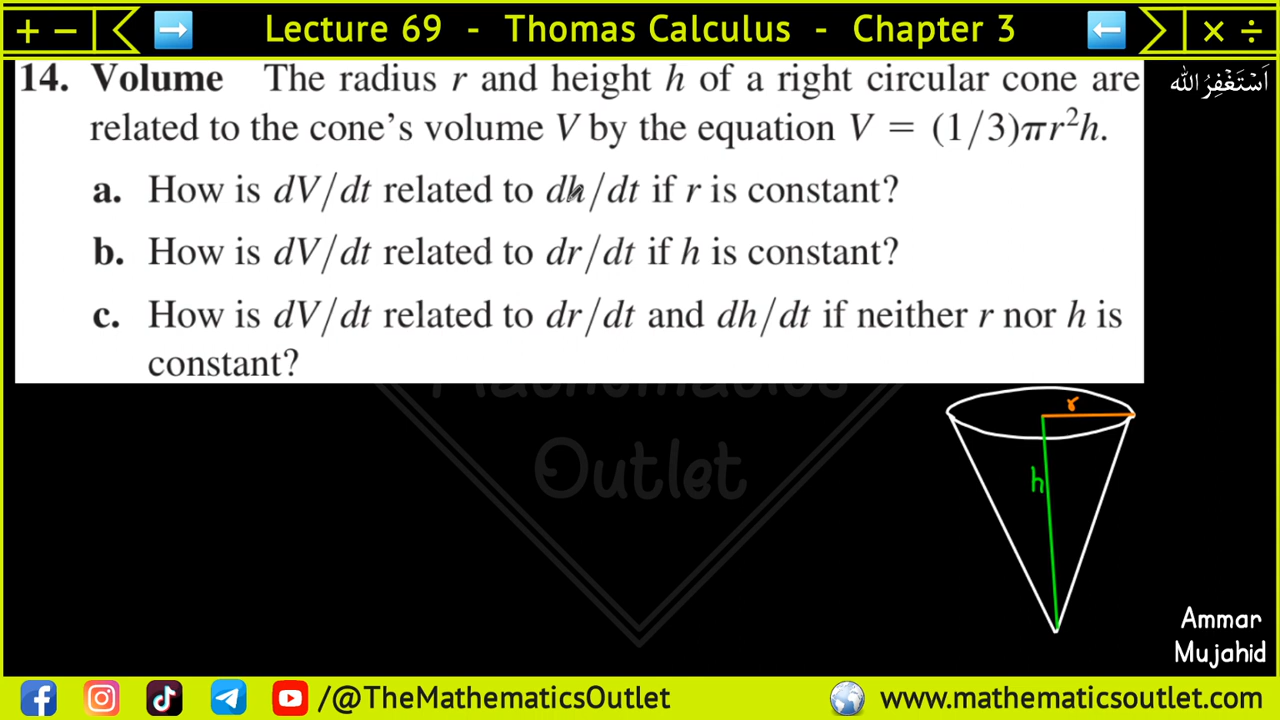 + − Lecture 69 - Thomas Calculus - Chapter 3 × ÷
14. Volume The radius r and height h of a right circular cone are
related to the cone’s volume V by the equation V = (1/3)πr²h.
a. How is dV/dt related to dh/dt if r is constant?
b. How is dV/dt related to dr/dt if h is constant?
c. How is dV/dt related to dr/dt and dh/dt if neither r nor h is
constant?
اَسْتَغْفِرُ اللّٰه
Mathematics
Outlet
r
h
Ammar
Mujahid
/@TheMathematicsOutlet
www.mathematicsoutlet.com